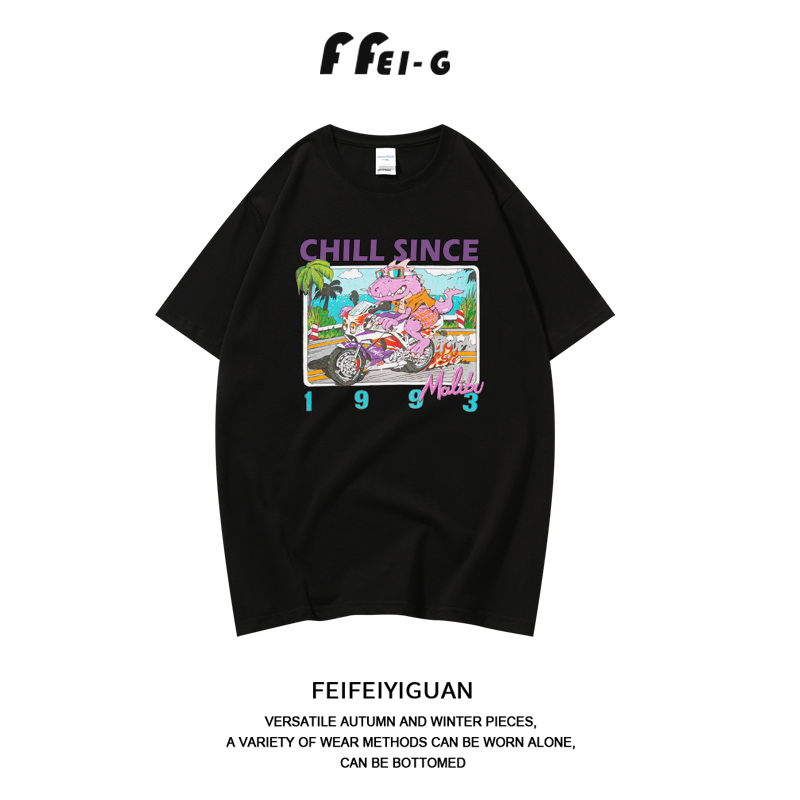 F FEI-G
CHILL SINCE
Malibu
1 9 9 3
FEIFEIYIGUAN
VERSATILE AUTUMN AND WINTER PIECES,
A VARIETY OF WEAR METHODS CAN BE WORN ALONE,
CAN BE BOTTOMED